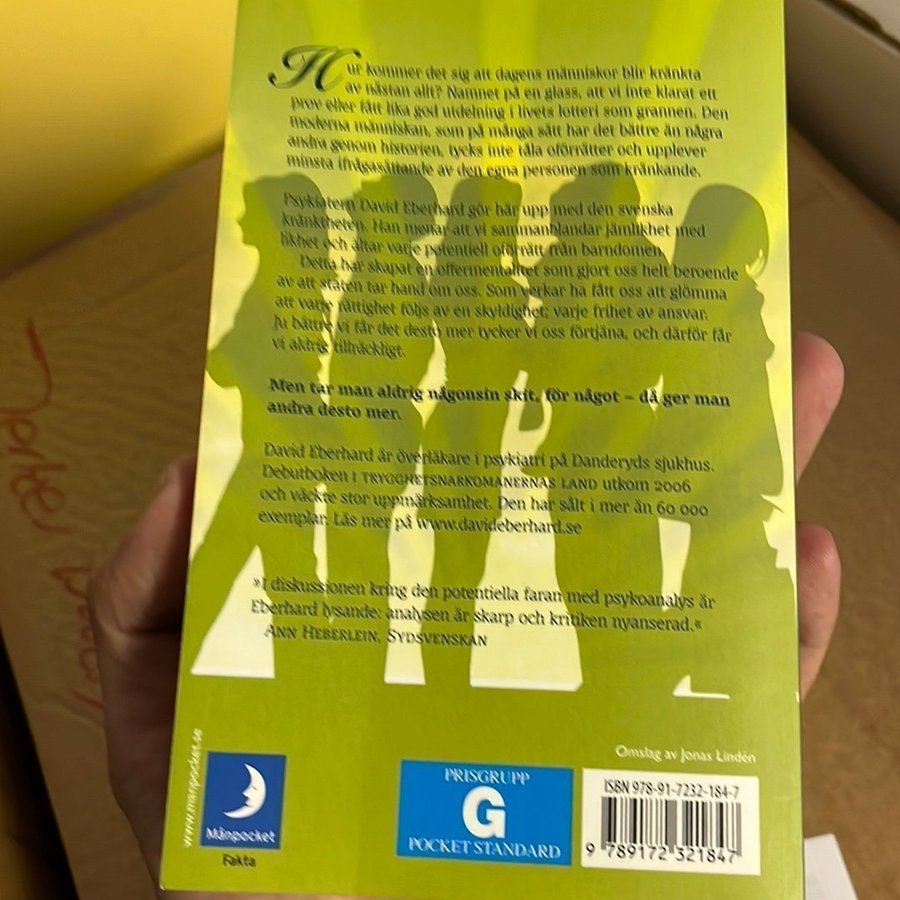 Hur kommer det sig att dagens människor blir kränkta
av nästan allt? Namnet på en glass, att vi inte klarat ett
prov eller fått lika god utdelning i livets lotteri som grannen. Den
moderna människan, som på många sätt har det bättre än några
andra genom historien, tycks inte tåla oförrätter och upplever
minsta ifrågasättande av den egna personen som kränkande.
Psykiatern David Eberhard gör här upp med den svenska
kränktheten. Han menar att vi sammanblandar jämlikhet med
likhet och ältar varje potentiell oförrätt från barndomen.
Detta har skapat en offermentalitet som gjort oss helt beroende
av att staten tar hand om oss. Som verkar ha fått oss att glömma
att varje rättighet följs av en skyldighet; varje frihet av ansvar.
Ju bättre vi får det desto mer tycker vi oss förtjäna, och därför får
vi aldrig tillräckligt.
Men tar man aldrig någonsin skit, för något – då ger man
andra desto mer.
David Eberhard är överläkare i psykiatri på Danderyds sjukhus.
Debutboken I TRYGGHETSNARKOMANERNAS LAND utkom 2006
och väckte stor uppmärksamhet. Den har sålt i mer än 60 000
exemplar. Läs mer på www.davideberhard.se
»I diskussionen kring den potentiella faran med psykoanalys är
Eberhard lysande: analysen är skarp och kritiken nyanserad.«
ANN HEBERLEIN, SYDSVENSKAN
Omslag av Jonas Lindén
www.manpocket.se
Månpocket
Fakta
PRISGRUPP
G
POCKET STANDARD
ISBN 978-91-7232-184-7
9 789172 321847